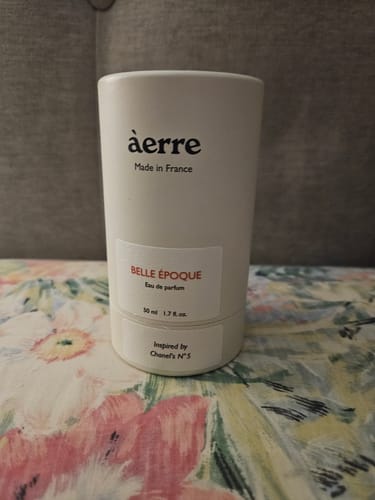 àerre
Made in France
BELLE ÉPOQUE
Eau de parfum
50 ml 1.7 fl. oz.
Inspired by
Chanel's N°5